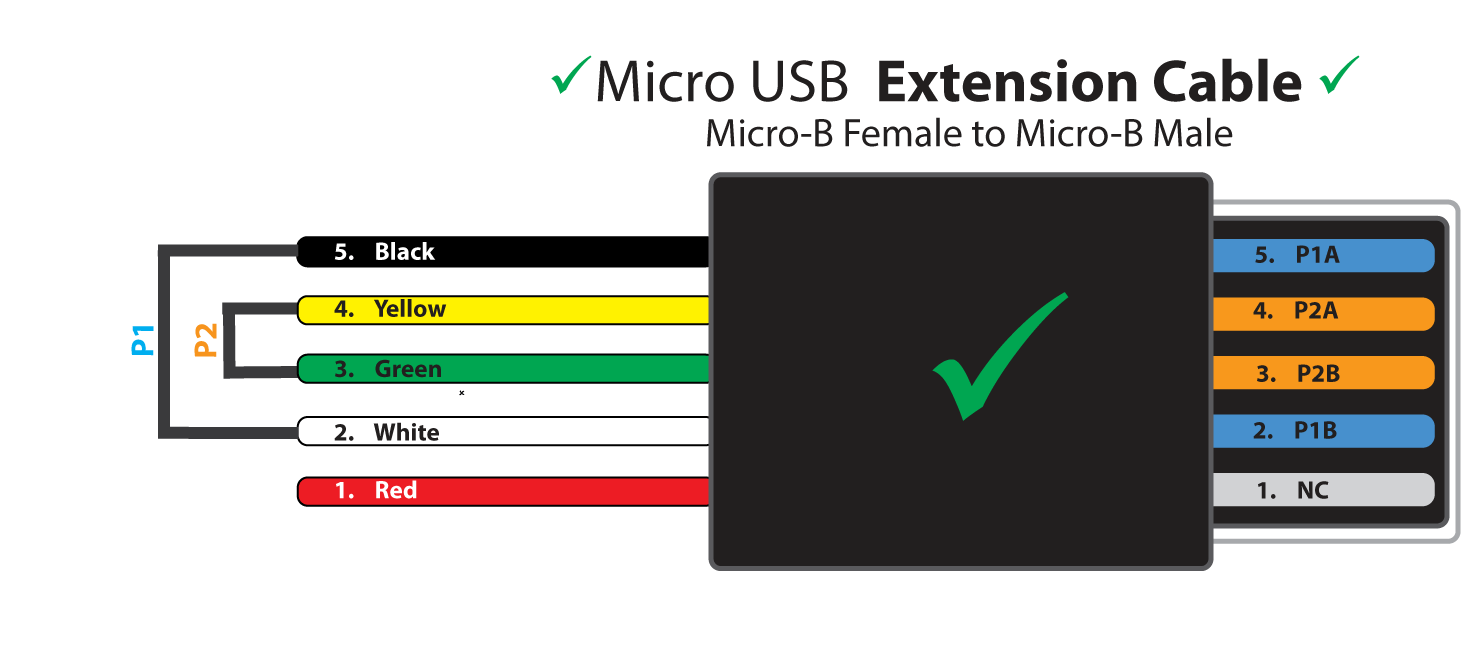 Micro USB Extension Cable
Micro-B Female to Micro-B Male
P1
P2
5. Black
4. Yellow
3. Green
2. White
1. Red
5. P1A
4. P2A
3. P2B
2. P1B
1. NC